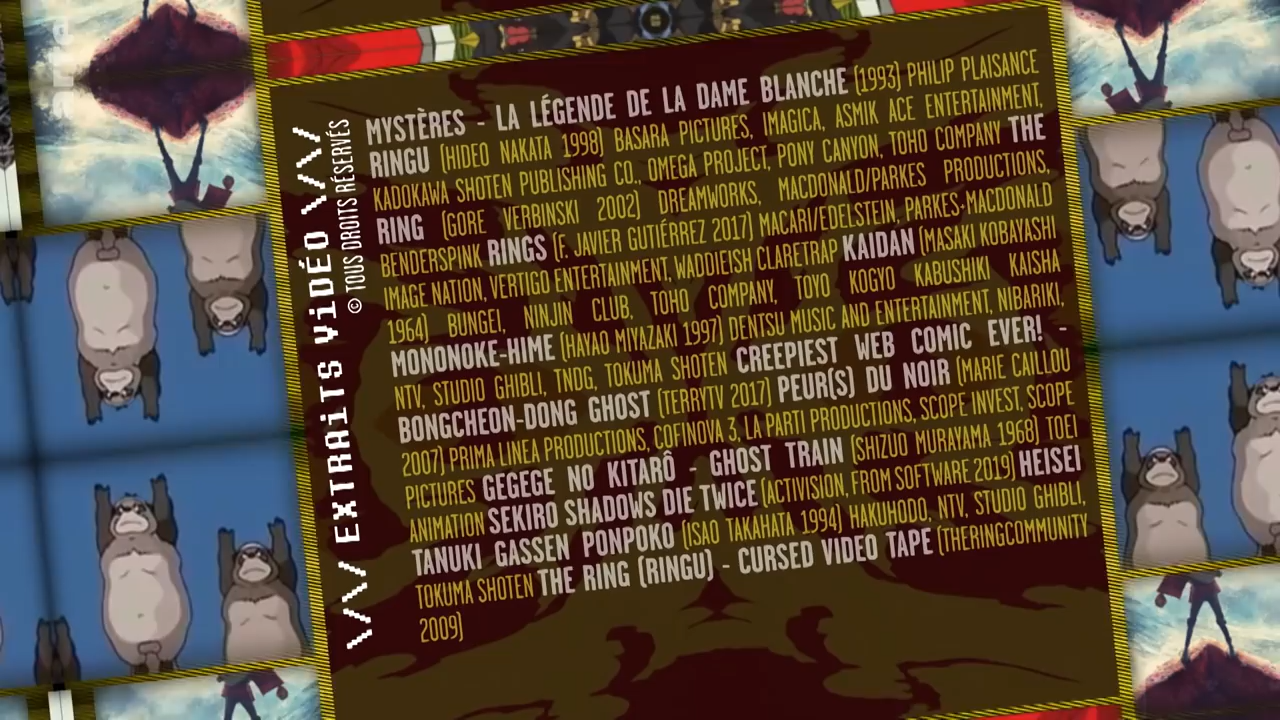 \/\/ EXTRAiTS ViDÉO \/\/
© TOUS DROITS RÉSERVÉS
MYSTÈRES - LA LÉGENDE DE LA DAME BLANCHE (1993) PHILIP PLAISANCE
RINGU (HIDEO NAKATA 1998) BASARA PICTURES, IMAGICA, ASMIK ACE ENTERTAINMENT,
KADOKAWA SHOTEN PUBLISHING CO., OMEGA PROJECT, PONY CANYON, TOHO COMPANY THE
RING (GORE VERBINSKI 2002) DREAMWORKS, MACDONALD/PARKES PRODUCTIONS,
BENDERSPINK RINGS (F. JAVIER GUTIÉRREZ 2017) MACARI/EDELSTEIN, PARKES-MACDONALD
IMAGE NATION, VERTIGO ENTERTAINMENT, WADDIEISH CLARETRAP KAIDAN (MASAKI KOBAYASHI
1964) BUNGEI, NINJIN CLUB, TOHO COMPANY, TOYO KOGYO KABUSHIKI KAISHA
MONONOKE-HIME (HAYAO MIYAZAKI 1997) DENTSU MUSIC AND ENTERTAINMENT, NIBARIKI,
NTV, STUDIO GHIBLI, TNDG, TOKUMA SHOTEN CREEPIEST WEB COMIC EVER! -
BONGCHEON-DONG GHOST (TERRYTV 2017) PEUR(S) DU NOIR (MARIE CAILLOU
2007) PRIMA LINEA PRODUCTIONS, COFINOVA 3, LA PARTI PRODUCTIONS, SCOPE INVEST, SCOPE
PICTURES GEGEGE NO KITARÔ - GHOST TRAIN (SHIZUO MURAYAMA 1968) TOEI
ANIMATION SEKIRO SHADOWS DIE TWICE (ACTIVISION, FROM SOFTWARE 2019) HEISEI
TANUKI GASSEN PONPOKO (ISAO TAKAHATA 1994) HAKUHODO, NTV, STUDIO GHIBLI,
TOKUMA SHOTEN THE RING (RINGU) - CURSED VIDEO TAPE (THERINGCOMMUNITY
2009)
arte